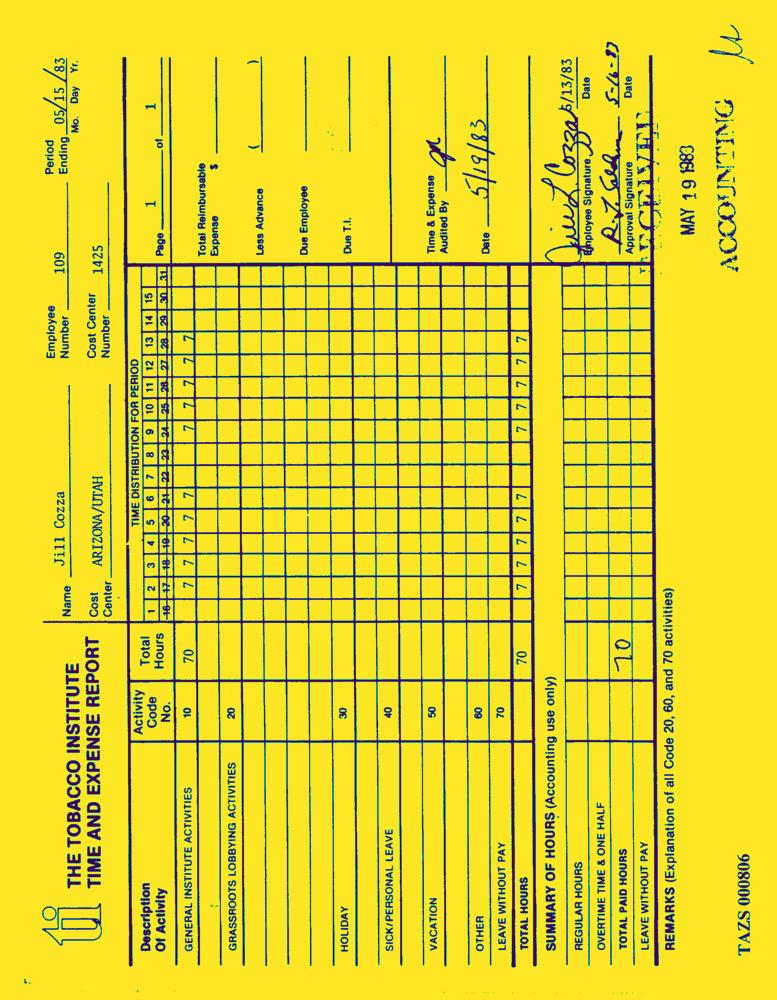 THE TOBACCO INSTITUTE
TIME AND EXPENSE REPORT
Name Jill Cozza
Employee Number 109
Period Ending 05/15/83
Mo. Day Yr.
Cost Center ARIZONA/UTAH
Cost Center Number 1425
Description Of Activity
Activity Code No.
Total Hours
TIME DISTRIBUTION FOR PERIOD
1 2 3 4 5 6 7 8 9 10 11 12 13 14 15
16 17 18 19 20 21 22 23 24 25 26 27 28 29 30 31
Page 1 of 1
GENERAL INSTITUTE ACTIVITIES 10 70 7 7 7 7 7 7 7 7 7 7
Total Reimbursable Expense $
GRASSROOTS LOBBYING ACTIVITIES 20
Less Advance ( )
Due Employee
HOLIDAY 30
Due T.I.
SICK/PERSONAL LEAVE 40
VACATION 50
Time & Expense Audited By
OTHER 60
Date 5/19/83
LEAVE WITHOUT PAY 70
TOTAL HOURS 70 7 7 7 7 7 7 7 7 7 7
SUMMARY OF HOURS (Accounting use only)
Jill L Cozza 5/13/83
REGULAR HOURS
Employee Signature Date
OVERTIME TIME & ONE HALF
5-16-83
TOTAL PAID HOURS 70
Approval Signature Date
LEAVE WITHOUT PAY
RECEIVED
REMARKS (Explanation of all Code 20, 60, and 70 activities)
MAY 19 1983
ACCOUNTING
TAZS 000806